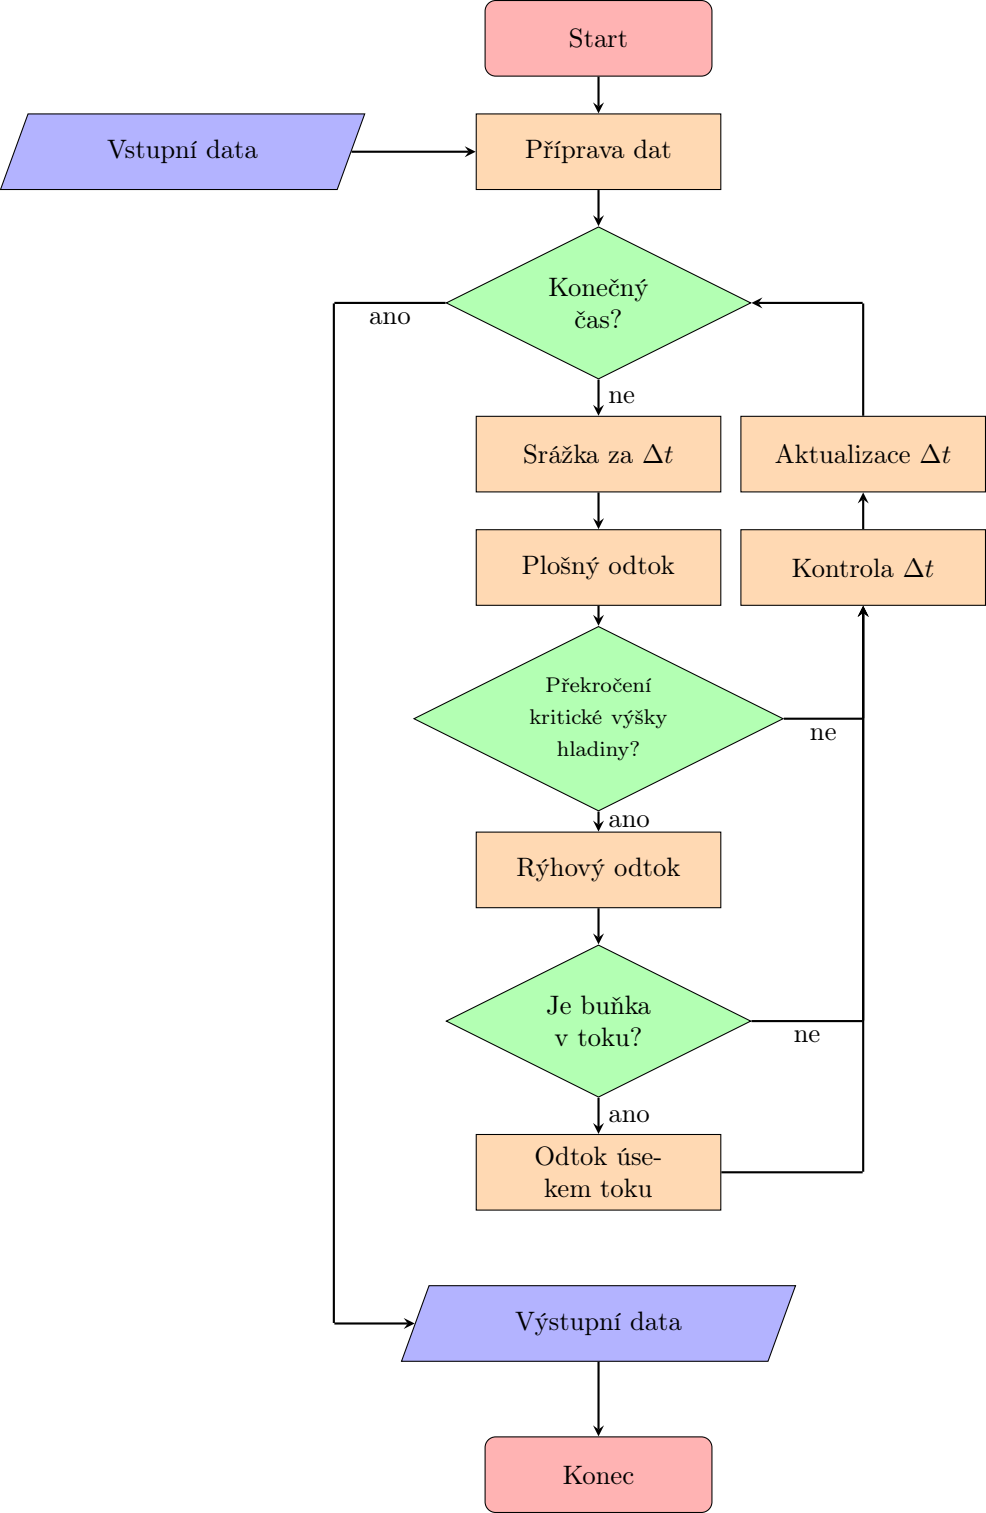 Start
Vstupní data
Příprava dat
Konečný
čas?
ano
ne
Srážka za Δt
Aktualizace Δt
Plošný odtok
Kontrola Δt
Překročení
kritické výšky
hladiny?
ne
ano
Rýhový odtok
Je buňka
v toku?
ne
ano
Odtok úse-
kem toku
Výstupní data
Konec